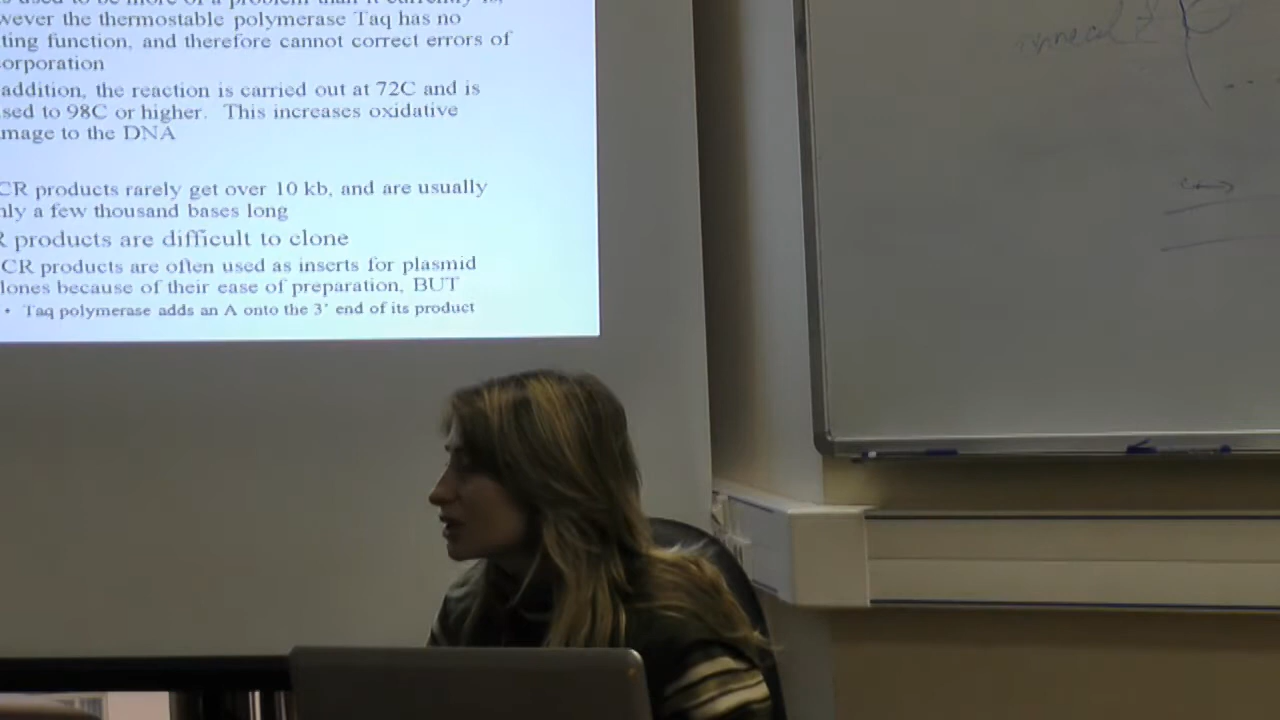 wever the thermostable polymerase Taq has no
ting function, and therefore cannot correct errors of
orporation
addition, the reaction is carried out at 72C and is
sed to 98C or higher. This increases oxidative
mage to the DNA
CR products rarely get over 10 kb, and are usually
nly a few thousand bases long
R products are difficult to clone
CR products are often used as inserts for plasmid
lones because of their ease of preparation, BUT
• Taq polymerase adds an A onto the 3' end of its product